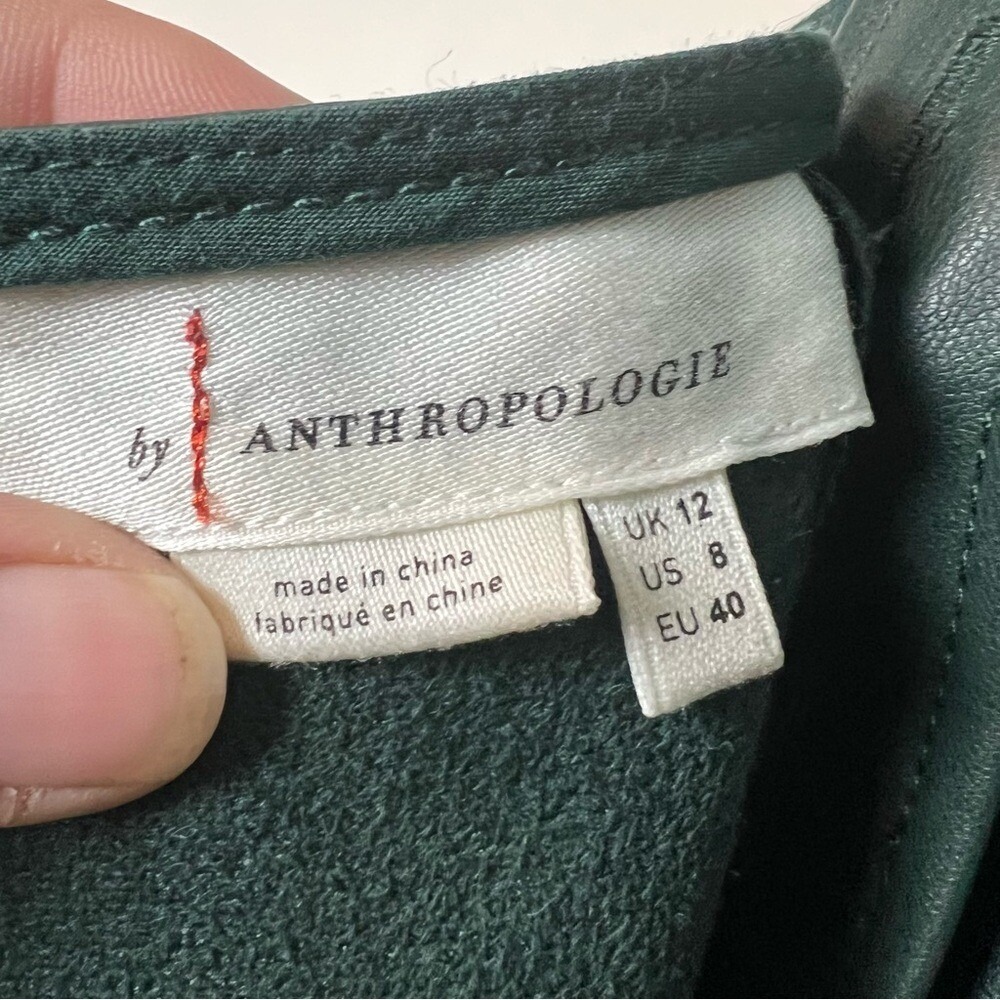 by ANTHROPOLOGIE
made in china
fabriqué en chine
UK 12
US 8
EU 40